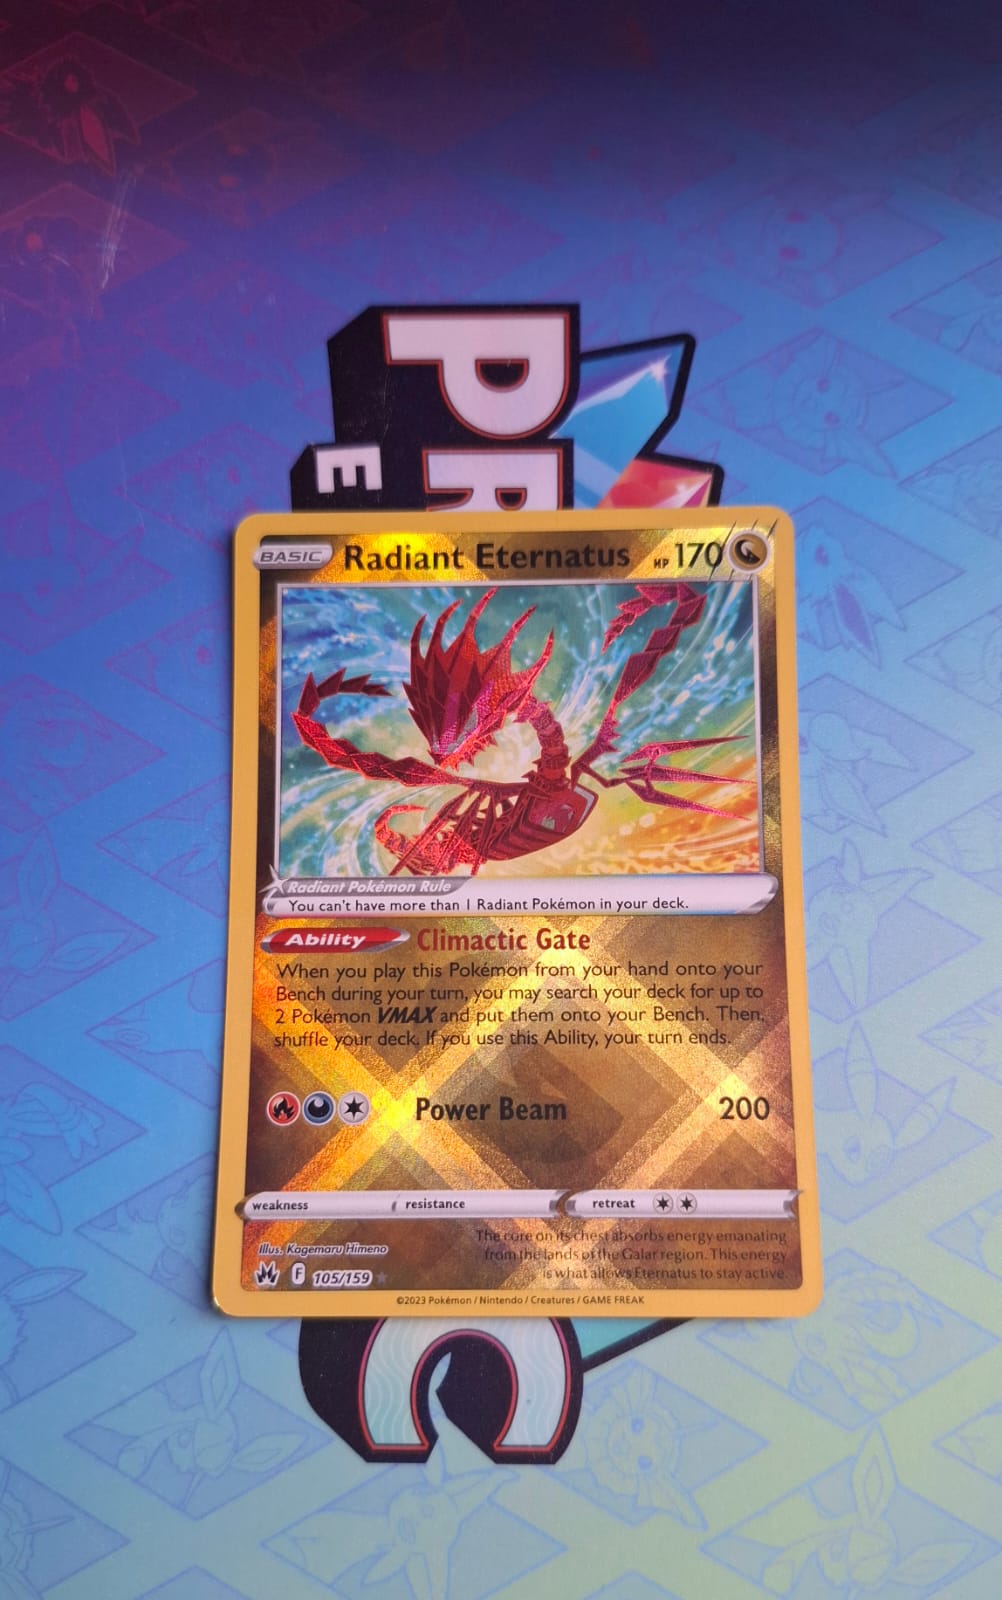 P
E
PR
BASIC Radiant Eternatus HP 170
Radiant Pokémon Rule
You can't have more than 1 Radiant Pokémon in your deck.
Ability Climactic Gate
When you play this Pokémon from your hand onto your
Bench during your turn, you may search your deck for up to
2 Pokémon VMAX and put them onto your Bench. Then,
shuffle your deck. If you use this Ability, your turn ends.
Power Beam 200
weakness resistance retreat
Illus. Kagemaru Himeno
The core on its chest absorbs energy emanating
from the lands of the Galar region. This energy
is what allows Eternatus to stay active.
F 105/159
©2023 Pokémon / Nintendo / Creatures / GAME FREAK
C